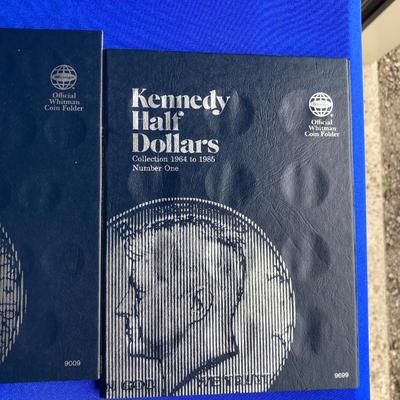 Official
Whitman
Coin Folder
9009
Kennedy
Half
Dollars
Collection 1964 to 1985
Number One
Official
Whitman
Coin Folder
9699